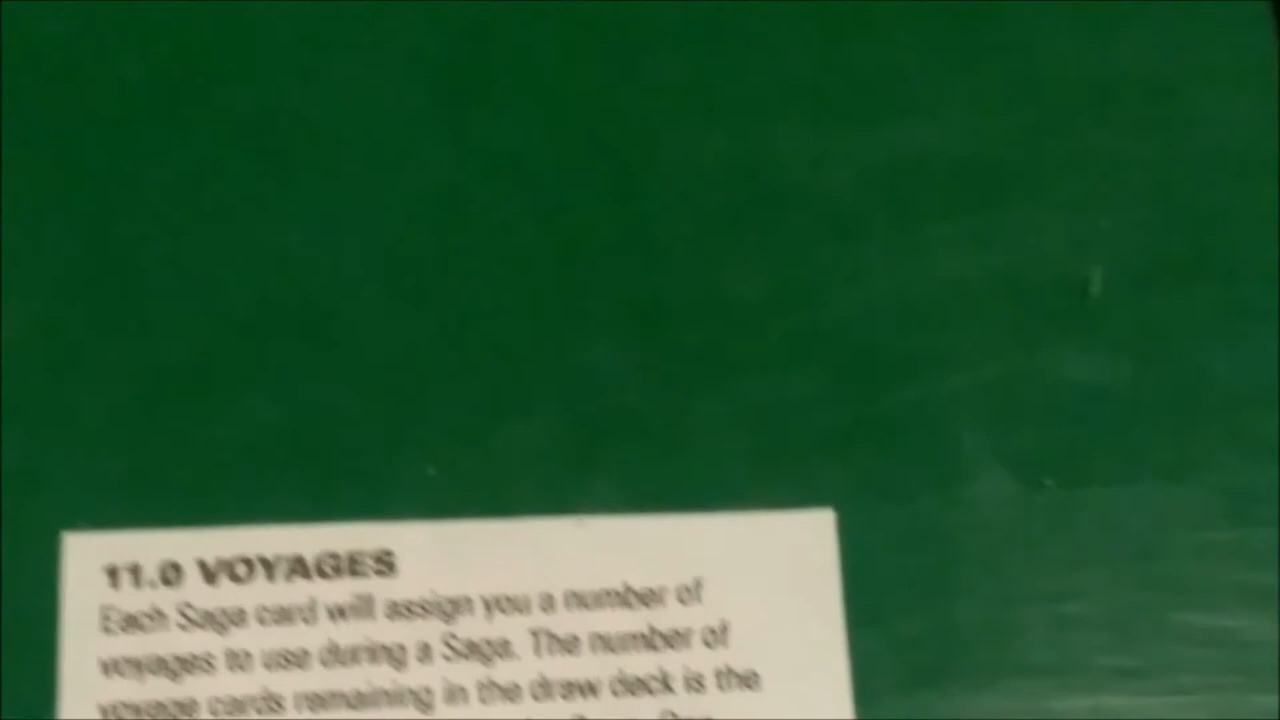 11.0 VOYAGES
Each Saga card will assign you a number of
voyages to use during a Saga. The number of
voyage cards remaining in the draw deck is the